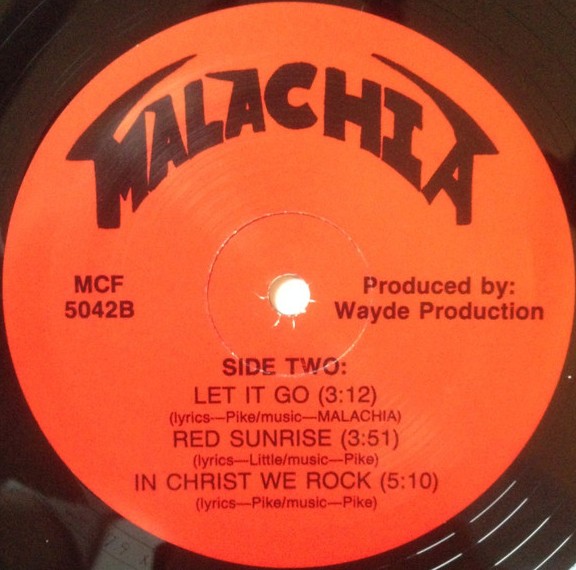 MALACHIA
MCF
5042B
Produced by:
Wayde Production
SIDE TWO:
LET IT GO (3:12)
(lyrics—Pike/music—MALACHIA)
RED SUNRISE (3:51)
(lyrics—Little/music—Pike)
IN CHRIST WE ROCK (5:10)
(lyrics—Pike/music—Pike)